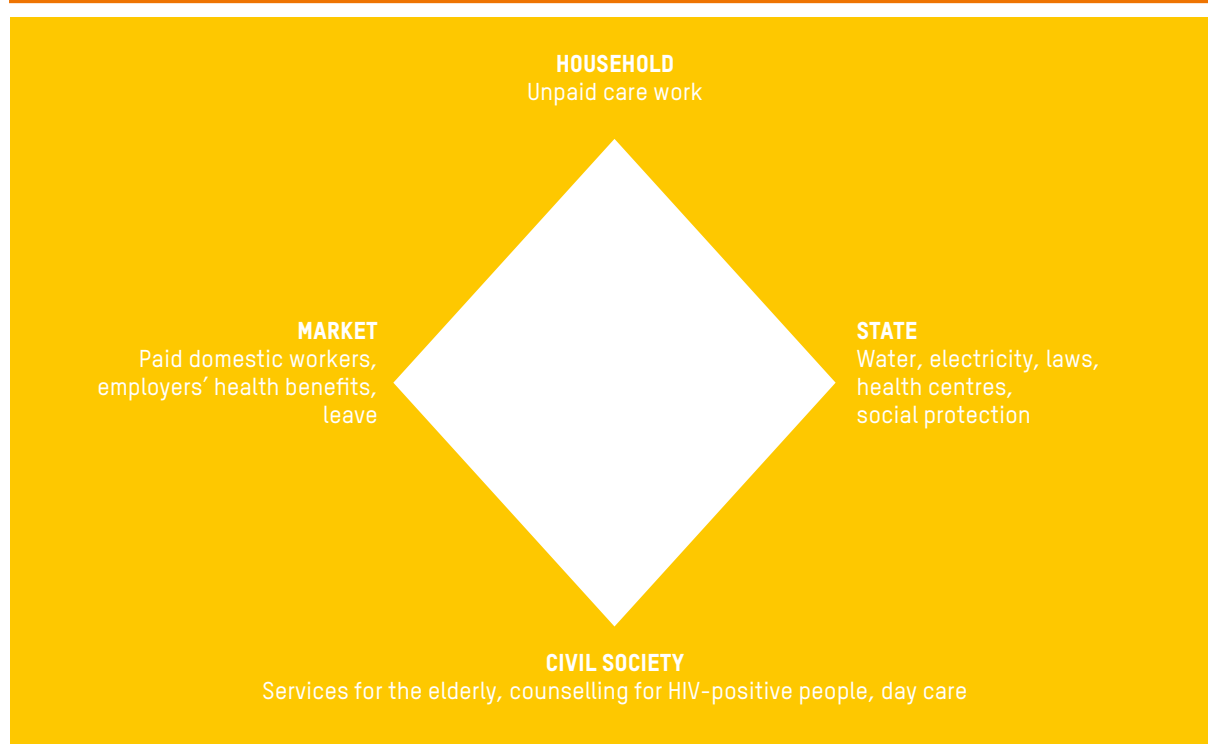 HOUSEHOLD
Unpaid care work
MARKET
Paid domestic workers,
employers’ health benefits,
leave
STATE
Water, electricity, laws,
health centres,
social protection
CIVIL SOCIETY
Services for the elderly, counselling for HIV-positive people, day care